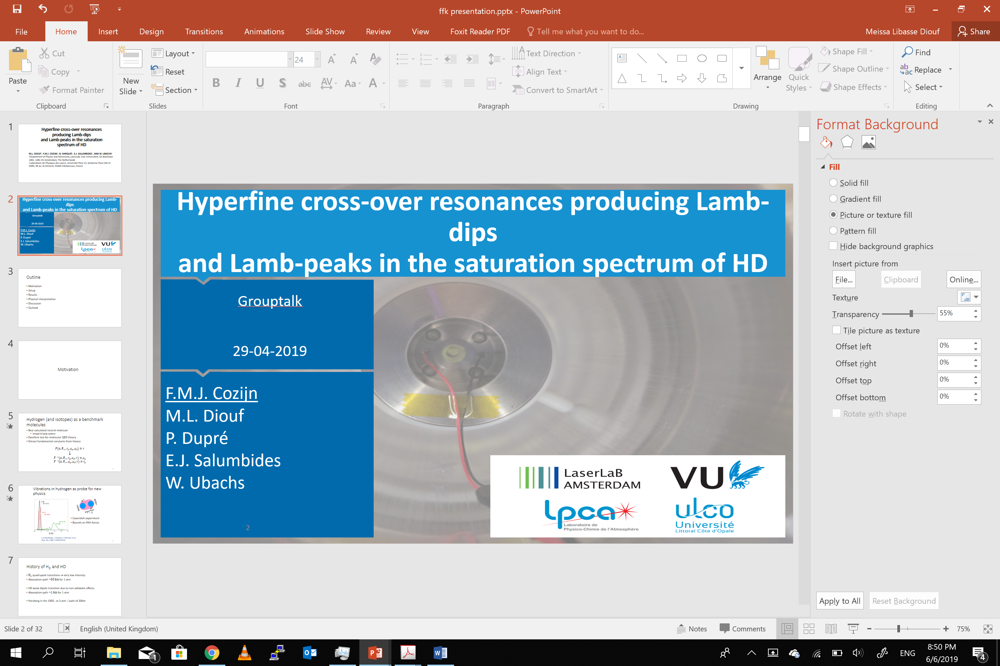 ffk presentation.pptx - PowerPoint
File Home Insert Design Transitions Animations Slide Show Review View Foxit Reader PDF Tell me what you want to do... Meissa Libasse Diouf Share
Paste
Cut
Copy
Format Painter
Clipboard
New Slide
Layout
Reset
Section
Slides
24
B I U S abc AV Aa A
Font
Text Direction
Align Text
Convert to SmartArt
Paragraph
Arrange
Quick Styles
Shape Fill
Shape Outline
Shape Effects
Drawing
Find
Replace
Select
Editing
1
Hyperfine cross-over resonances
producing Lamb-dips
and Lamb-peaks in the saturation
spectrum of HD
M.L. DIOUF¹, F.M.J. COZIJN¹, B. DARQUIÉ², E.J. SALUMBIDES¹, AND W. UBACHS¹
¹Department of Physics and Astronomy, LaserLaB, Vrije Universiteit, De Boelelaan
1081, 1081 HV Amsterdam, The Netherlands
²Laboratoire de Physique des Lasers, Université Paris 13, Sorbonne Paris Cité et
CNRS, 99 av J B Clément, 93430 Villetaneuse, France
2
Hyperfine cross-over resonances producing Lamb-
dips
and Lamb-peaks in the saturation spectrum of HD
Grouptalk
29-04-2019
F.M.J. Cozijn
M.L. Diouf
P. Dupré
E.J. Salumbides
W. Ubachs
LaserLaB
AMSTERDAM
VU
lpca
ulco
3
Outline
• Motivation
• Setup
• Results
• Physical interpretation
• Discussion
• Outlook
4
Motivation
5
Hydrogen (and isotopes) as a benchmark
molecules
• Best calculated neutral molecule
• 'simple' 4 body system
• Excellent test for molecular QED theory
• Extract fundamental constants from theory
6
Vibrations in hydrogen as probe for new
physics
• Cavendish experiment
• Bounds on fifth forces
7
History of H₂ and HD
• H₂ quadrupole transitions → very low intensity
• Absorption path ~50 km for 1 atm
• HD weak dipole transition due to non-adiabatic effects
• Absorption path ~1 km for 1 atm
• Herzberg in the 1950 : at 3 atm / path of 200m
Hyperfine cross-over resonances producing Lamb-
dips
and Lamb-peaks in the saturation spectrum of HD
Grouptalk
29-04-2019
F.M.J. Cozijn
M.L. Diouf
P. Dupré
E.J. Salumbides
W. Ubachs
2
LaserLaB
AMSTERDAM
VU
lpca
Laboratoire de
Physico-Chimie de l'Atmosphère
ulco
Université
Littoral Côte d'Opale
Format Background
Fill
Solid fill
Gradient fill
Picture or texture fill
Pattern fill
Hide background graphics
Insert picture from
File... Clipboard Online...
Texture
Transparency 55%
Tile picture as texture
Offset left 0%
Offset right 0%
Offset top 0%
Offset bottom 0%
Rotate with shape
Apply to All Reset Background
Slide 2 of 32 English (United Kingdom) Notes Comments 75%
1
ENG
8:50 PM
6/6/2019
4